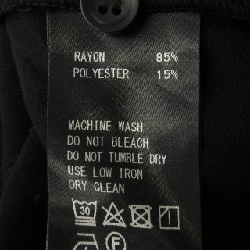 RAYON 85%
POLYESTER 15%
MACHINE WASH
DO NOT BLEACH
DO NOT TUMBLE DRY
USE LOW IRON
DRY CLEAN
30
F